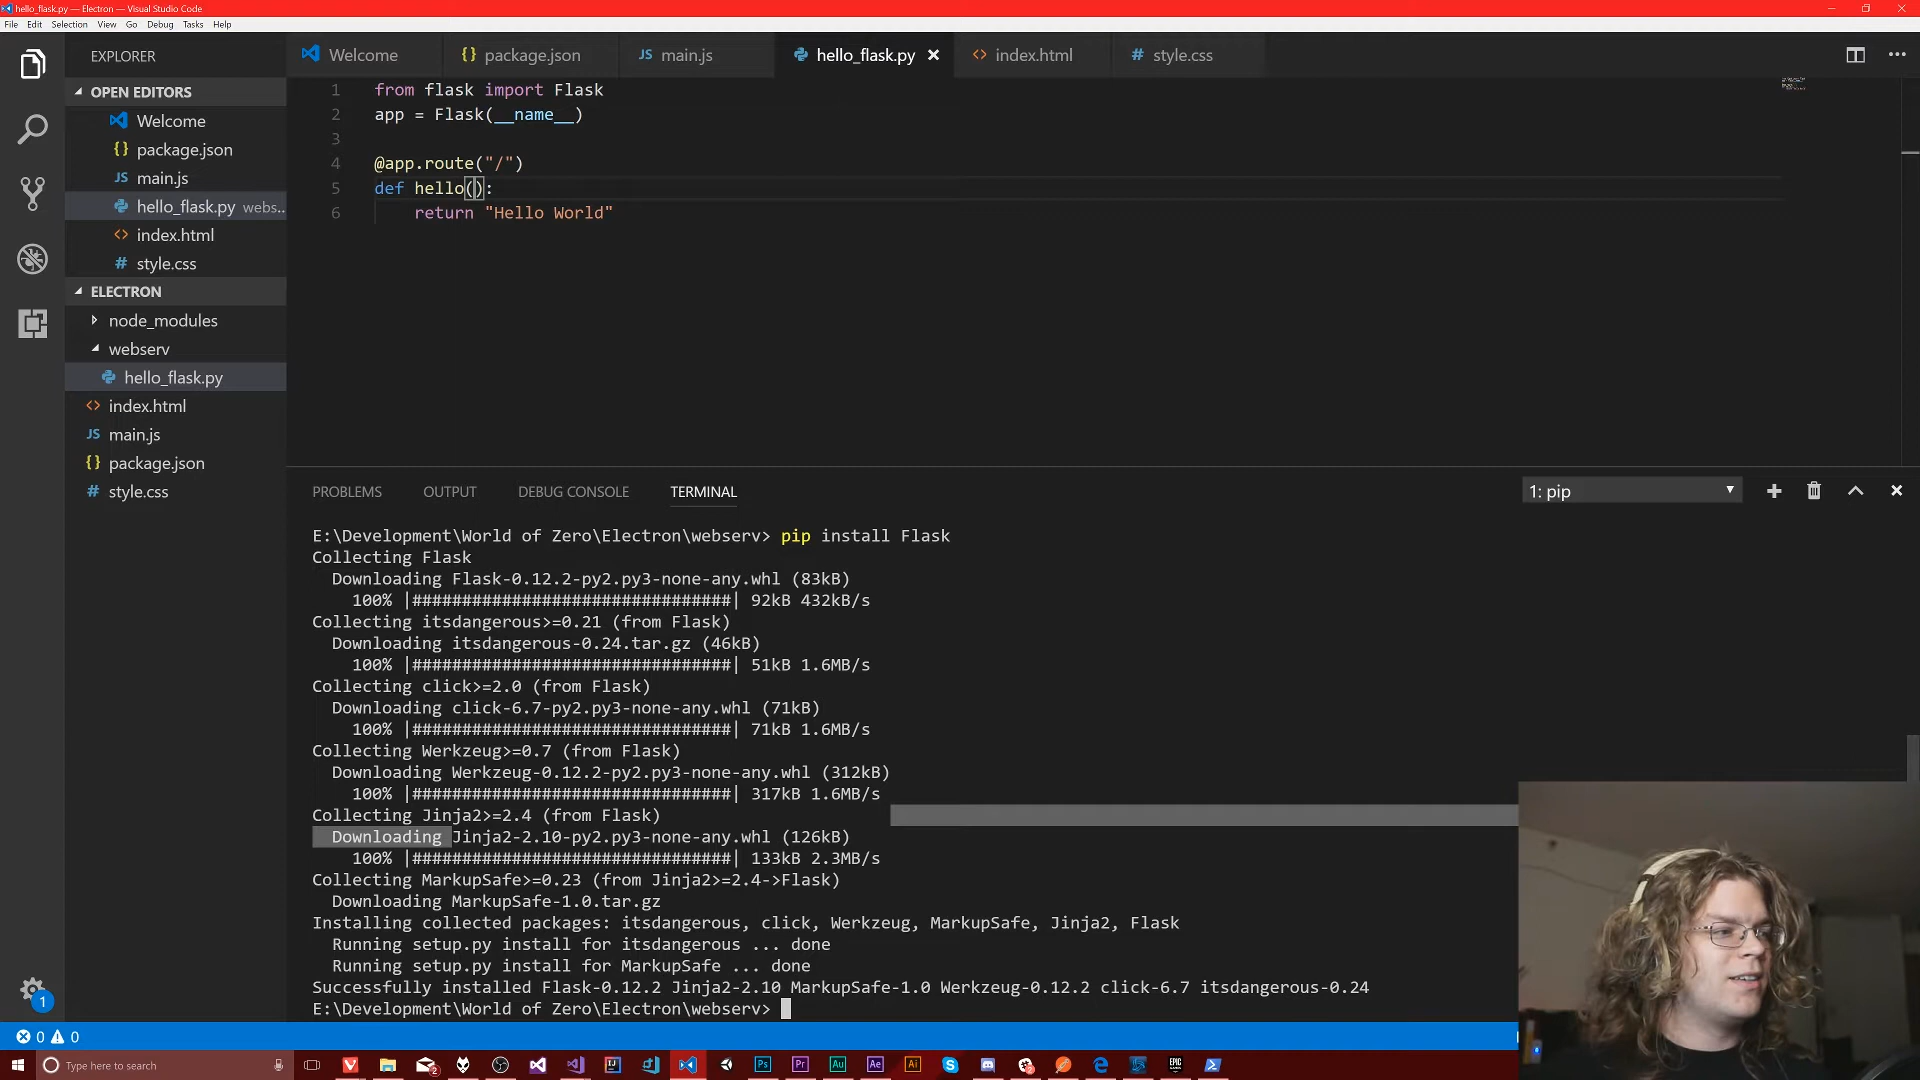 hello_flask.py — Electron — Visual Studio Code
File Edit Selection View Go Debug Tasks Help
EXPLORER
Welcome
package.json
main.js
hello_flask.py
index.html
style.css
OPEN EDITORS
Welcome
package.json
main.js
hello_flask.py webs..
index.html
style.css
ELECTRON
node_modules
webserv
hello_flask.py
index.html
main.js
package.json
style.css
1 from flask import Flask
2 app = Flask(__name__)
3
4 @app.route("/")
5 def hello():
6 return "Hello World"
PROBLEMS OUTPUT DEBUG CONSOLE TERMINAL
1: pip
E:\Development\World of Zero\Electron\webserv> pip install Flask
Collecting Flask
Downloading Flask-0.12.2-py2.py3-none-any.whl (83kB)
100% |################################| 92kB 432kB/s
Collecting itsdangerous>=0.21 (from Flask)
Downloading itsdangerous-0.24.tar.gz (46kB)
100% |################################| 51kB 1.6MB/s
Collecting click>=2.0 (from Flask)
Downloading click-6.7-py2.py3-none-any.whl (71kB)
100% |################################| 71kB 1.6MB/s
Collecting Werkzeug>=0.7 (from Flask)
Downloading Werkzeug-0.12.2-py2.py3-none-any.whl (312kB)
100% |################################| 317kB 1.6MB/s
Collecting Jinja2>=2.4 (from Flask)
Downloading Jinja2-2.10-py2.py3-none-any.whl (126kB)
100% |################################| 133kB 2.3MB/s
Collecting MarkupSafe>=0.23 (from Jinja2>=2.4->Flask)
Downloading MarkupSafe-1.0.tar.gz
Installing collected packages: itsdangerous, click, Werkzeug, MarkupSafe, Jinja2, Flask
Running setup.py install for itsdangerous ... done
Running setup.py install for MarkupSafe ... done
Successfully installed Flask-0.12.2 Jinja2-2.10 MarkupSafe-1.0 Werkzeug-0.12.2 click-6.7 itsdangerous-0.24
E:\Development\World of Zero\Electron\webserv>
1
0 0
Type here to search
2
Ps Pr Au Ae Ai